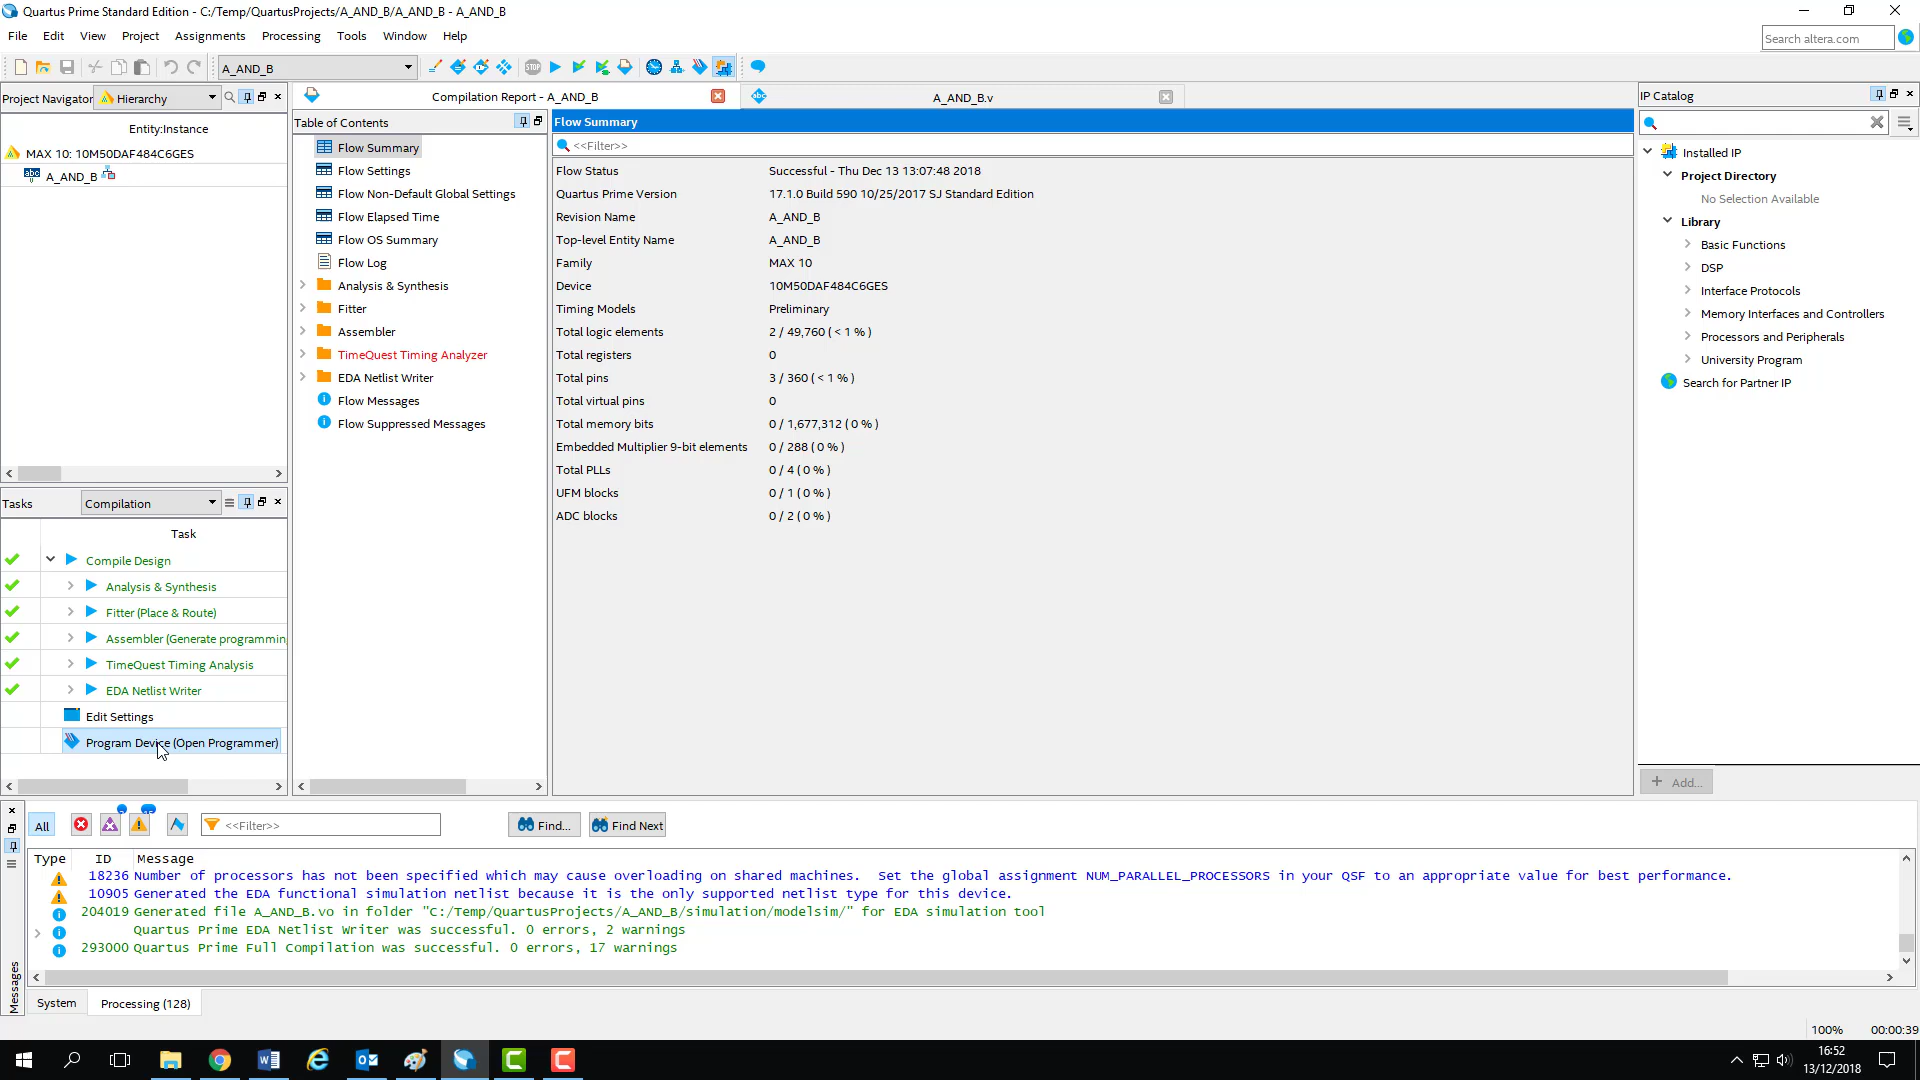 Quartus Prime Standard Edition - C:/Temp/QuartusProjects/A_AND_B/A_AND_B - A_AND_B
File Edit View Project Assignments Processing Tools Window Help
Search altera.com
A_AND_B
Project Navigator Hierarchy
Compilation Report - A_AND_B
A_AND_B.v
IP Catalog
Entity:Instance
MAX 10: 10M50DAF484C6GES
A_AND_B
Table of Contents
Flow Summary
Flow Settings
Flow Non-Default Global Settings
Flow Elapsed Time
Flow OS Summary
Flow Log
Analysis & Synthesis
Fitter
Assembler
TimeQuest Timing Analyzer
EDA Netlist Writer
Flow Messages
Flow Suppressed Messages
Flow Summary
<<Filter>>
Flow Status Successful - Thu Dec 13 13:07:48 2018
Quartus Prime Version 17.1.0 Build 590 10/25/2017 SJ Standard Edition
Revision Name A_AND_B
Top-level Entity Name A_AND_B
Family MAX 10
Device 10M50DAF484C6GES
Timing Models Preliminary
Total logic elements 2 / 49,760 ( < 1 % )
Total registers 0
Total pins 3 / 360 ( < 1 % )
Total virtual pins 0
Total memory bits 0 / 1,677,312 ( 0 % )
Embedded Multiplier 9-bit elements 0 / 288 ( 0 % )
Total PLLs 0 / 4 ( 0 % )
UFM blocks 0 / 1 ( 0 % )
ADC blocks 0 / 2 ( 0 % )
Installed IP
Project Directory
No Selection Available
Library
Basic Functions
DSP
Interface Protocols
Memory Interfaces and Controllers
Processors and Peripherals
University Program
Search for Partner IP
+ Add...
Tasks Compilation
Task
Compile Design
Analysis & Synthesis
Fitter (Place & Route)
Assembler (Generate programmin
TimeQuest Timing Analysis
EDA Netlist Writer
Edit Settings
Program Device (Open Programmer)
All <<Filter>> Find... Find Next
Type ID Message
18236 Number of processors has not been specified which may cause overloading on shared machines.  Set the global assignment NUM_PARALLEL_PROCESSORS in your QSF to an appropriate value for best performance.
10905 Generated the EDA functional simulation netlist because it is the only supported netlist type for this device.
204019 Generated file A_AND_B.vo in folder "C:/Temp/QuartusProjects/A_AND_B/simulation/modelsim/" for EDA simulation tool
Quartus Prime EDA Netlist Writer was successful. 0 errors, 2 warnings
293000 Quartus Prime Full Compilation was successful. 0 errors, 17 warnings
Messages
System Processing (128)
100% 00:00:39
16:52
13/12/2018